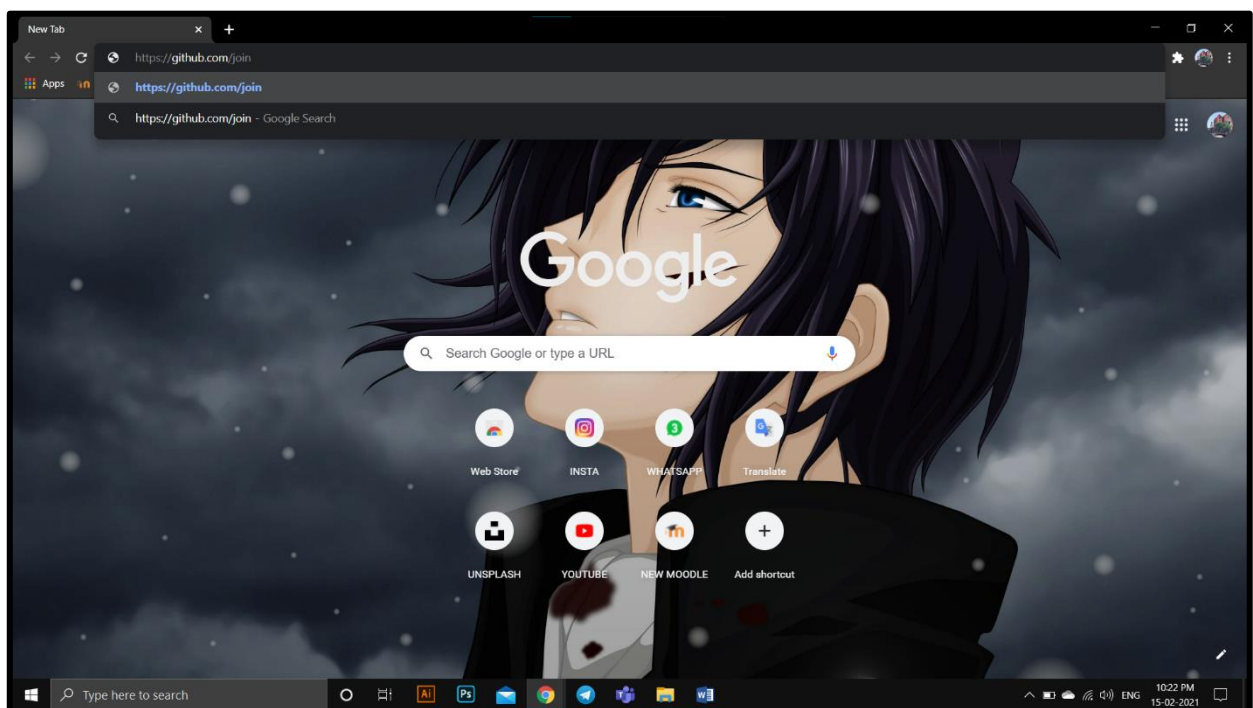 New Tab
https://github.com/join
Apps
https://github.com/join
https://github.com/join - Google Search
Google
Search Google or type a URL
3
Web Store INSTA WHATSAPP Translate
UNSPLASH YOUTUBE NEW MOODLE Add shortcut
Type here to search
Ai Ps
ENG 10:22 PM
15-02-2021